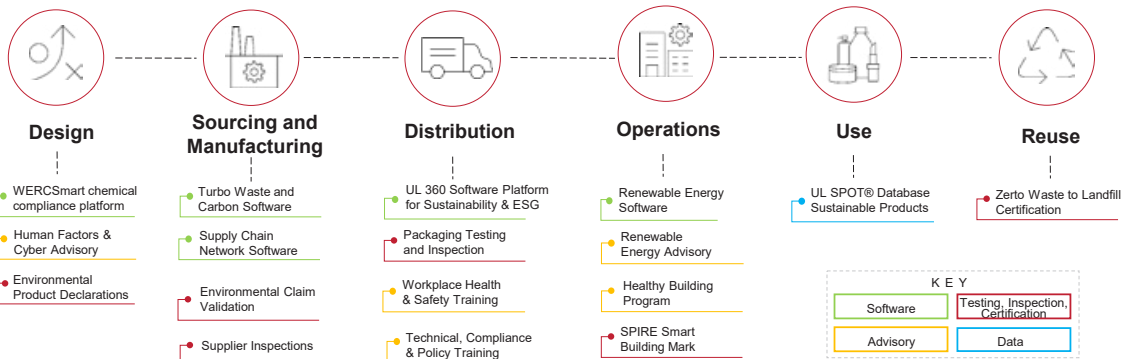 Design
WERCSmart chemical
compliance platform
Human Factors &
Cyber Advisory
Environmental
Product Declarations
Sourcing and
Manufacturing
Turbo Waste and
Carbon Software
Supply Chain
Network Software
Environmental Claim
Validation
Supplier Inspections
Distribution
UL 360 Software Platform
for Sustainability & ESG
Packaging Testing
and Inspection
Workplace Health
& Safety Training
Technical, Compliance
& Policy Training
Operations
Renewable Energy
Software
Renewable
Energy Advisory
Healthy Building
Program
SPIRE Smart
Building Mark
Use
UL SPOT® Database
Sustainable Products
Reuse
Zerto Waste to Landfill
Certification
KEY
Software
Testing, Inspection,
Certification
Advisory
Data